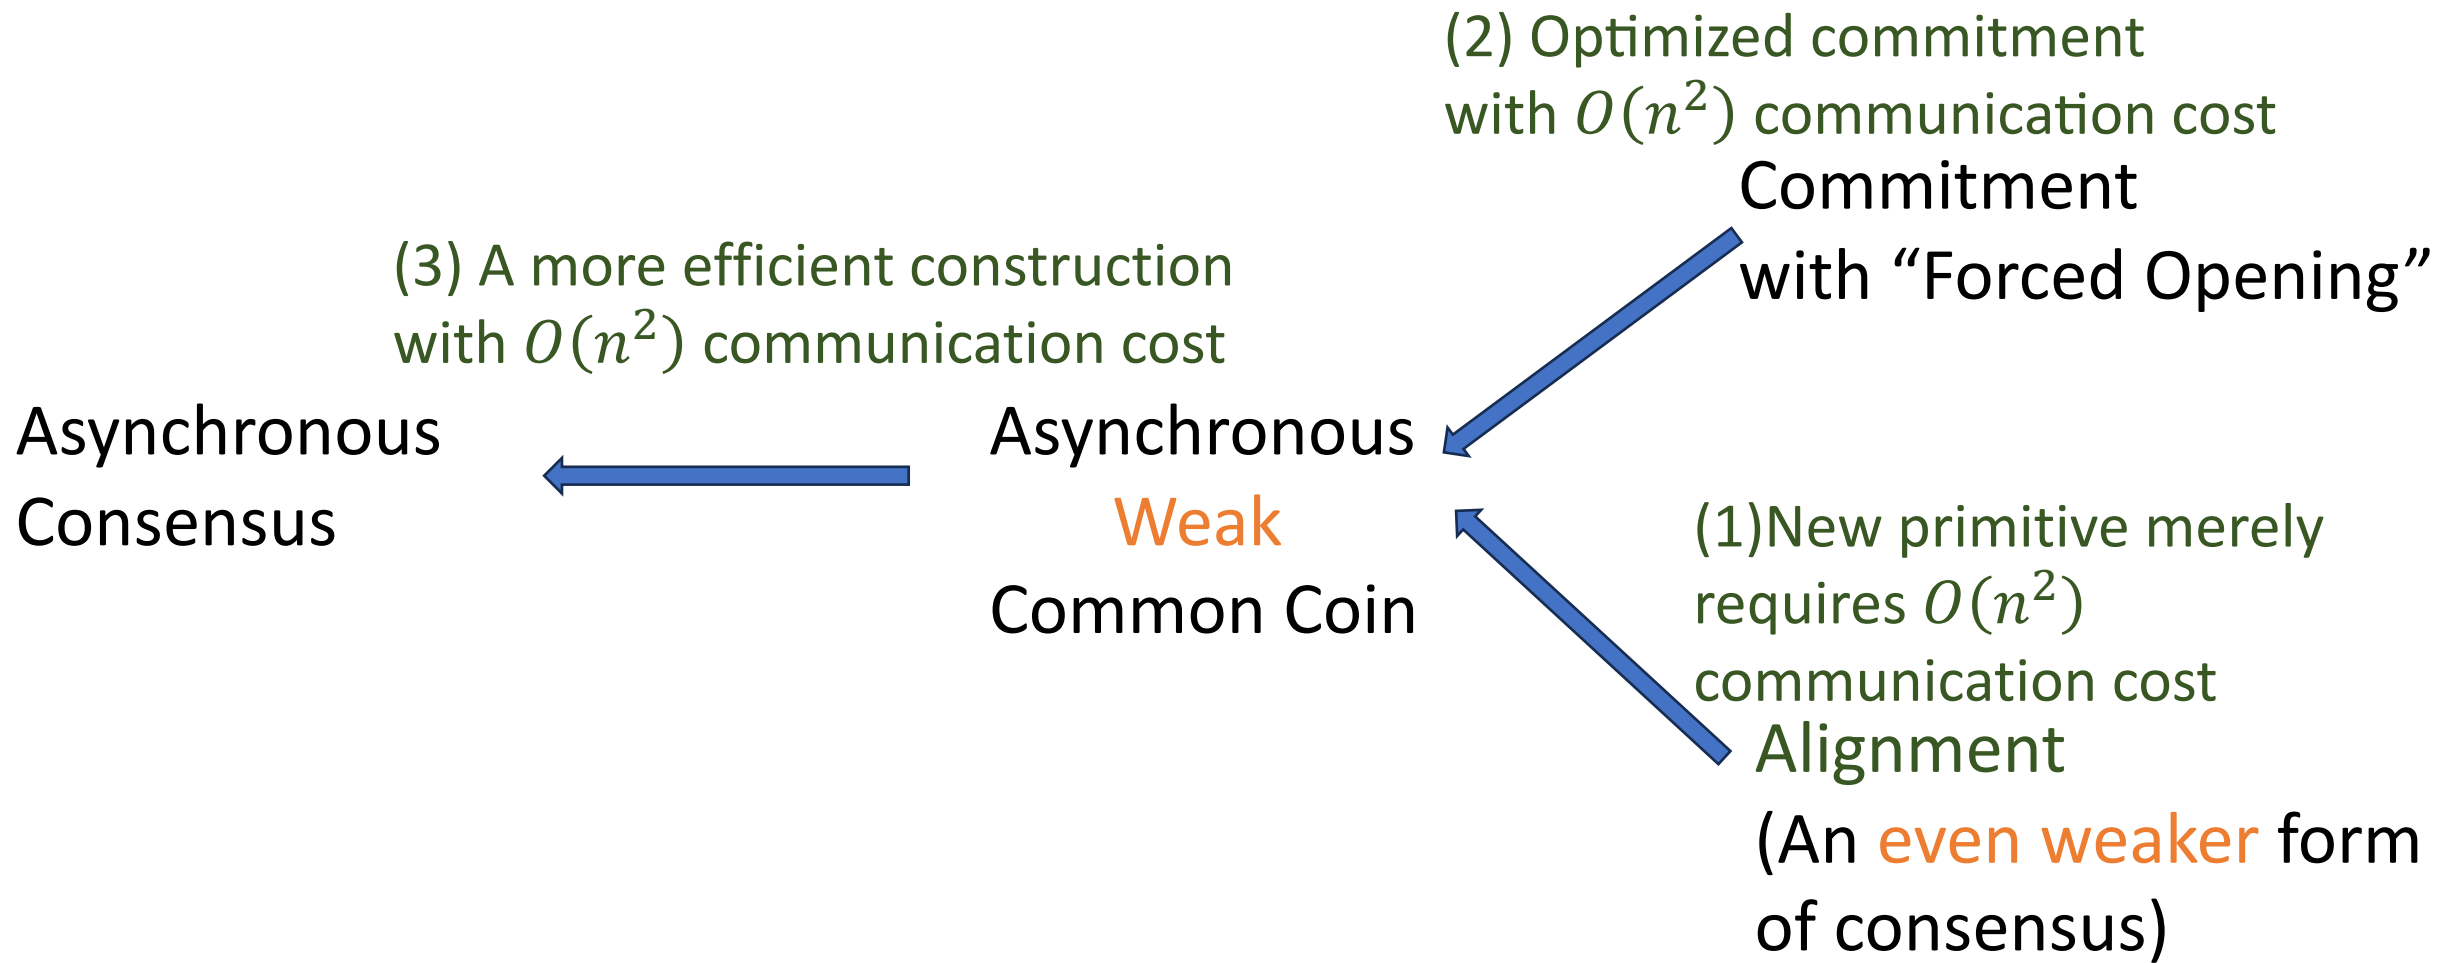 (2) Optimized commitment
with O(n²) communication cost
Commitment
with “Forced Opening”
(3) A more efficient construction
with O(n²) communication cost
Asynchronous
Consensus
Asynchronous
Weak
Common Coin
(1)New primitive merely
requires O(n²)
communication cost
Alignment
(An even weaker form
of consensus)